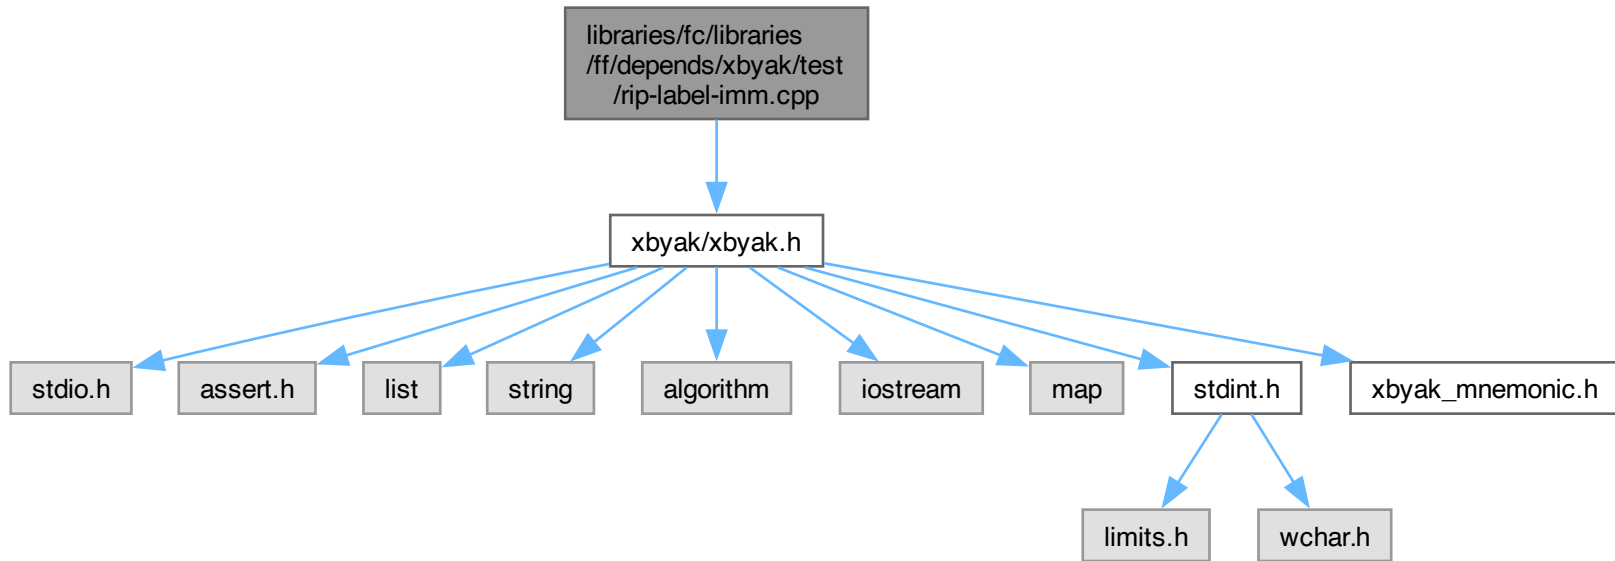 libraries/fc/libraries
/ff/depends/xbyak/test
/rip-label-imm.cpp
xbyak/xbyak.h
stdio.h
assert.h
list
string
algorithm
iostream
map
stdint.h
xbyak_mnemonic.h
limits.h
wchar.h